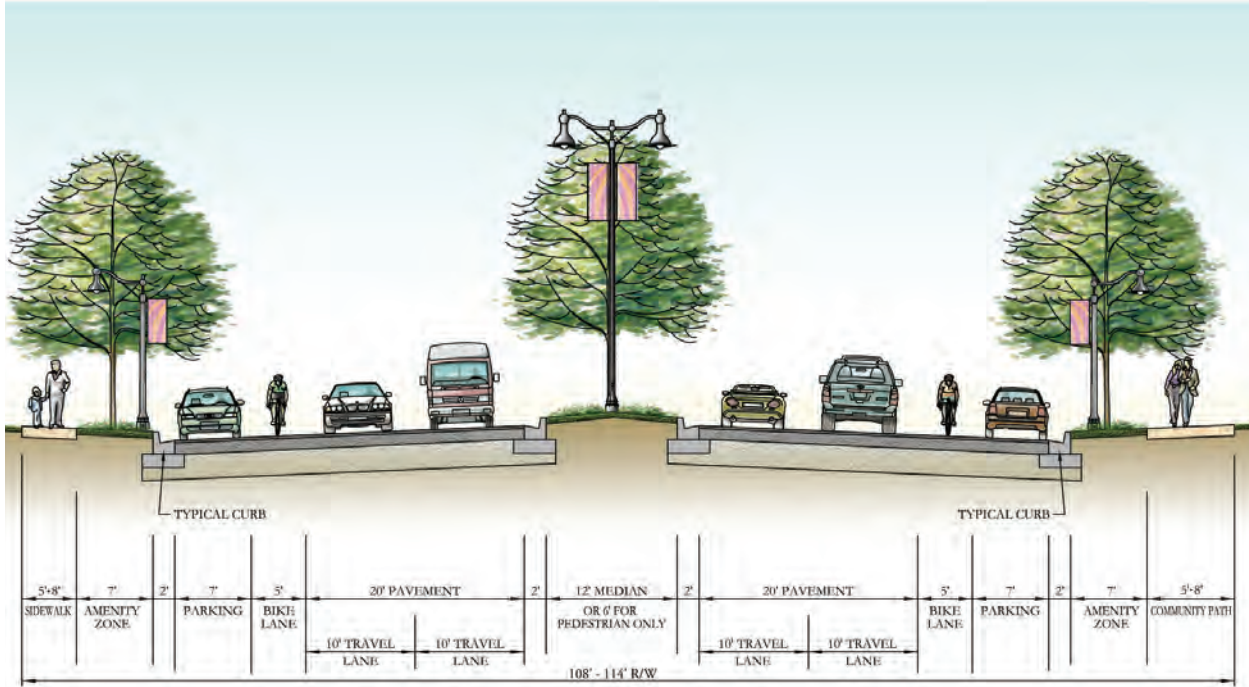 TYPICAL CURB
TYPICAL CURB
5'-8' 7' 2' 7' 5' 20' PAVEMENT 2' 12' MEDIAN 2' 20' PAVEMENT 5' 7' 2' 7' 5'-8'
SIDEWALK AMENITY PARKING BIKE OR 6' FOR BIKE PARKING AMENITY COMMUNITY PATH
ZONE LANE PEDESTRIAN ONLY LANE ZONE
10' TRAVEL 10' TRAVEL 10' TRAVEL 10' TRAVEL
LANE LANE LANE LANE
108' - 114' R/W